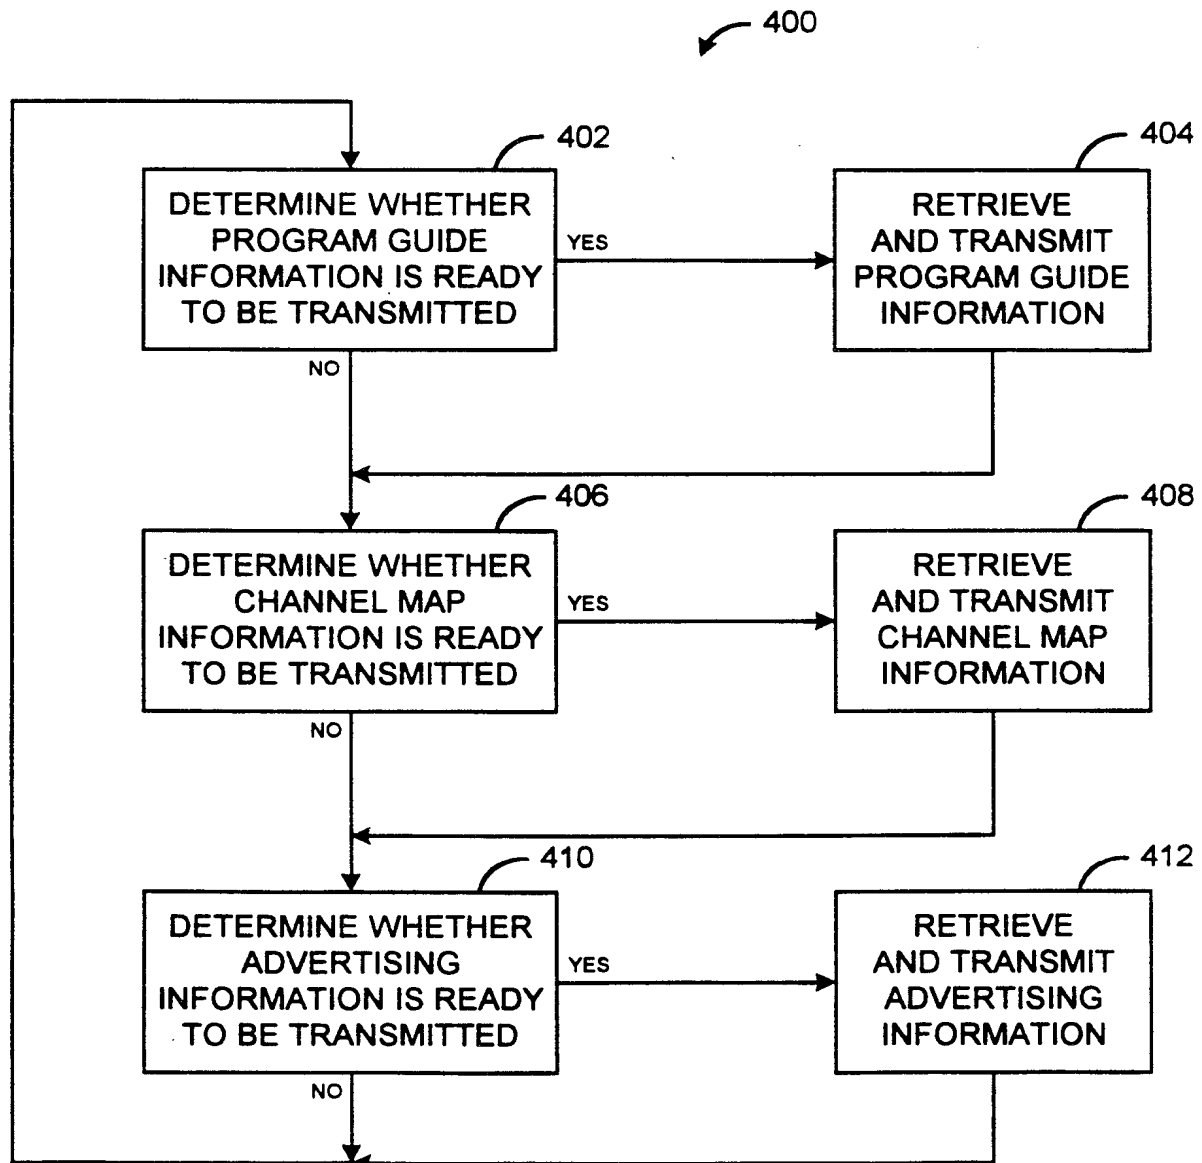 400
402
DETERMINE WHETHER
PROGRAM GUIDE
INFORMATION IS READY
TO BE TRANSMITTED
YES
NO
404
RETRIEVE
AND TRANSMIT
PROGRAM GUIDE
INFORMATION
406
DETERMINE WHETHER
CHANNEL MAP
INFORMATION IS READY
TO BE TRANSMITTED
YES
NO
408
RETRIEVE
AND TRANSMIT
CHANNEL MAP
INFORMATION
410
DETERMINE WHETHER
ADVERTISING
INFORMATION IS READY
TO BE TRANSMITTED
YES
NO
412
RETRIEVE
AND TRANSMIT
ADVERTISING
INFORMATION